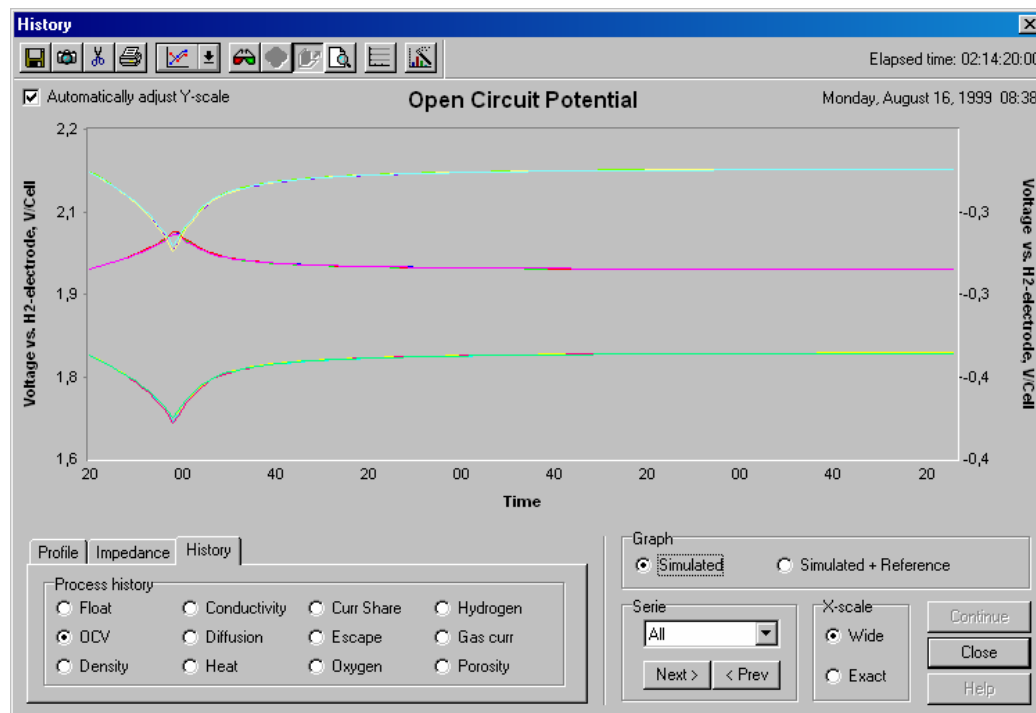 History
Elapsed time: 02:14:20:00
Automatically adjust Y-scale
Open Circuit Potential
Monday, August 16, 1999 08:38
Voltage vs. H2-electrode, V/Cell
2,2
2,1
1,9
1,8
1,6
-0,3
-0,3
-0,4
-0,4
Voltage vs. H2-electrode, V/Cell
20 00 40 20 00 40 20 00 40 20
Time
Profile Impedance History
Process history
Float Conductivity Curr Share Hydrogen
OCV Diffusion Escape Gas curr
Density Heat Oxygen Porosity
Graph
Simulated Simulated + Reference
Serie
All
Next > < Prev
X-scale
Wide
Exact
Continue
Close
Help